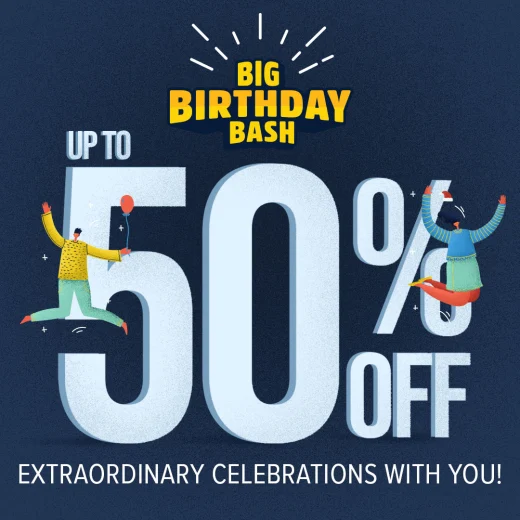 BIG
BIRTHDAY
BASH
UP TO
50%
OFF
EXTRAORDINARY CELEBRATIONS WITH YOU!